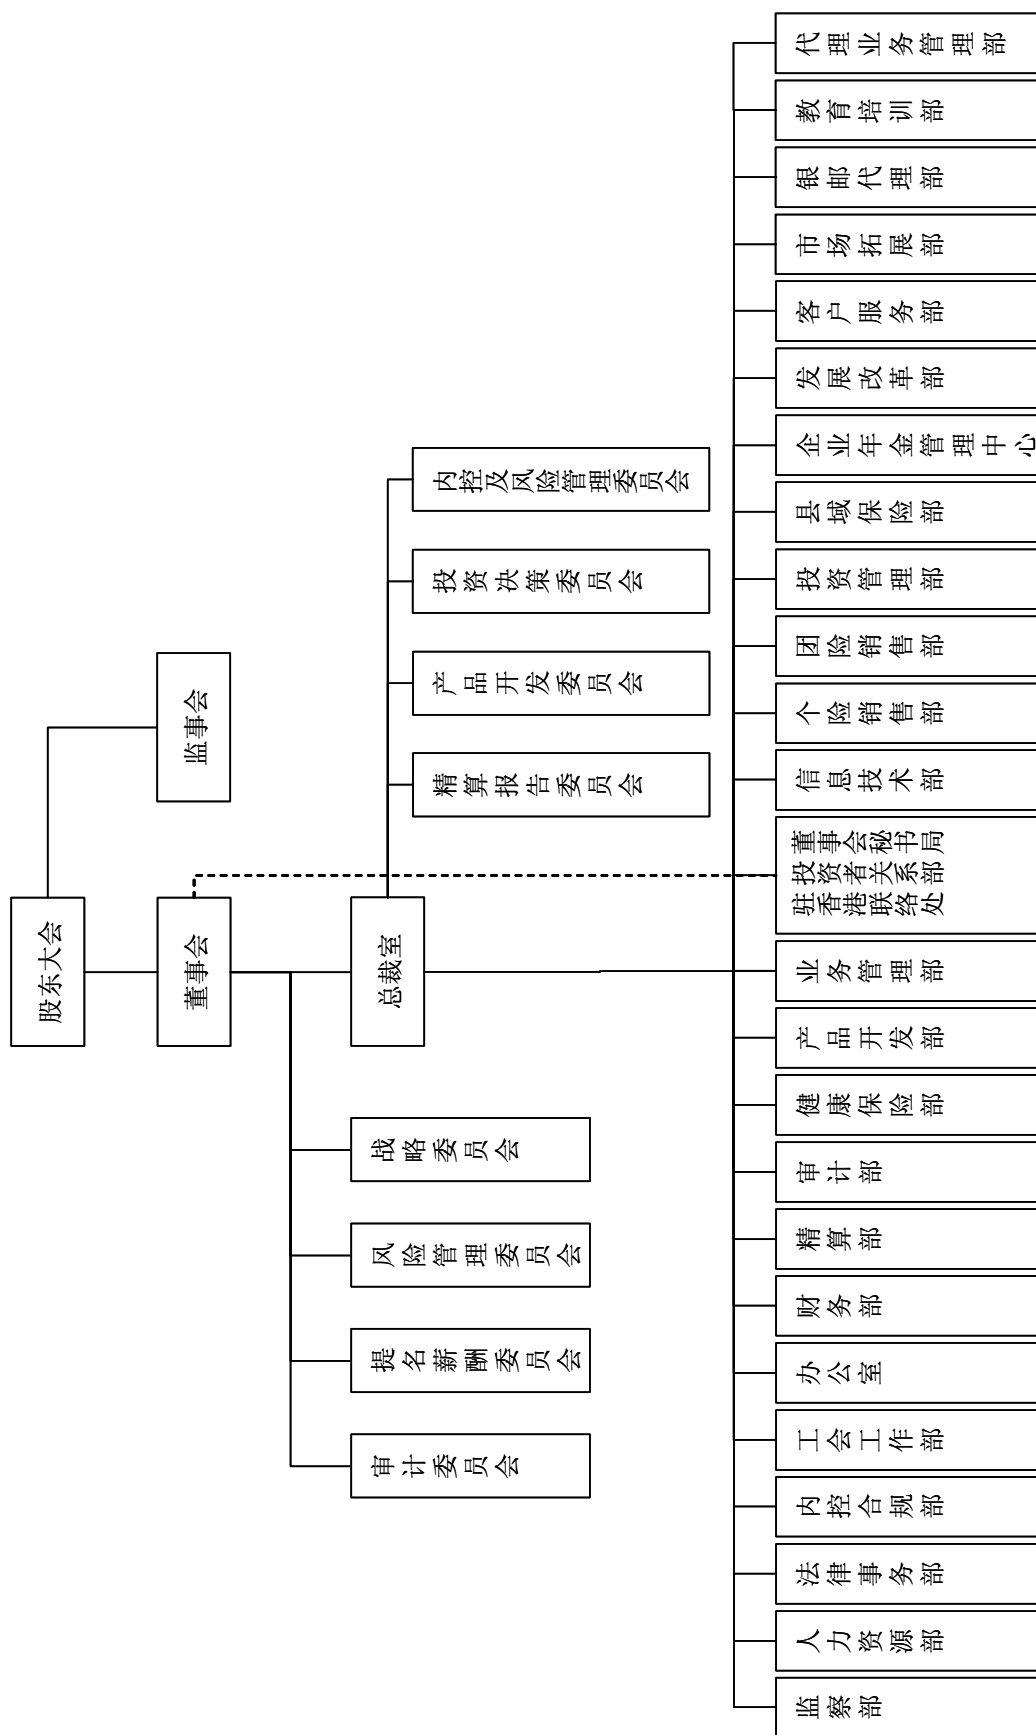 股东大会
董事会
监事会
总裁室
审计委员会
提名薪酬委员会
风险管理委员会
战略委员会
精算报告委员会
产品开发委员会
投资决策委员会
内控及风险管理委员会
监察部
人力资源部
法律事务部
内控合规部
工会工作部
办公室
财务部
精算部
审计部
健康保险部
产品开发部
业务管理部
董事会秘书局
投资者关系部
驻香港联络处
信息技术部
个险销售部
团险销售部
投资管理部
县域保险部
企业年金管理中心
发展改革部
客户服务部
市场拓展部
银邮代理部
教育培训部
代理业务管理部